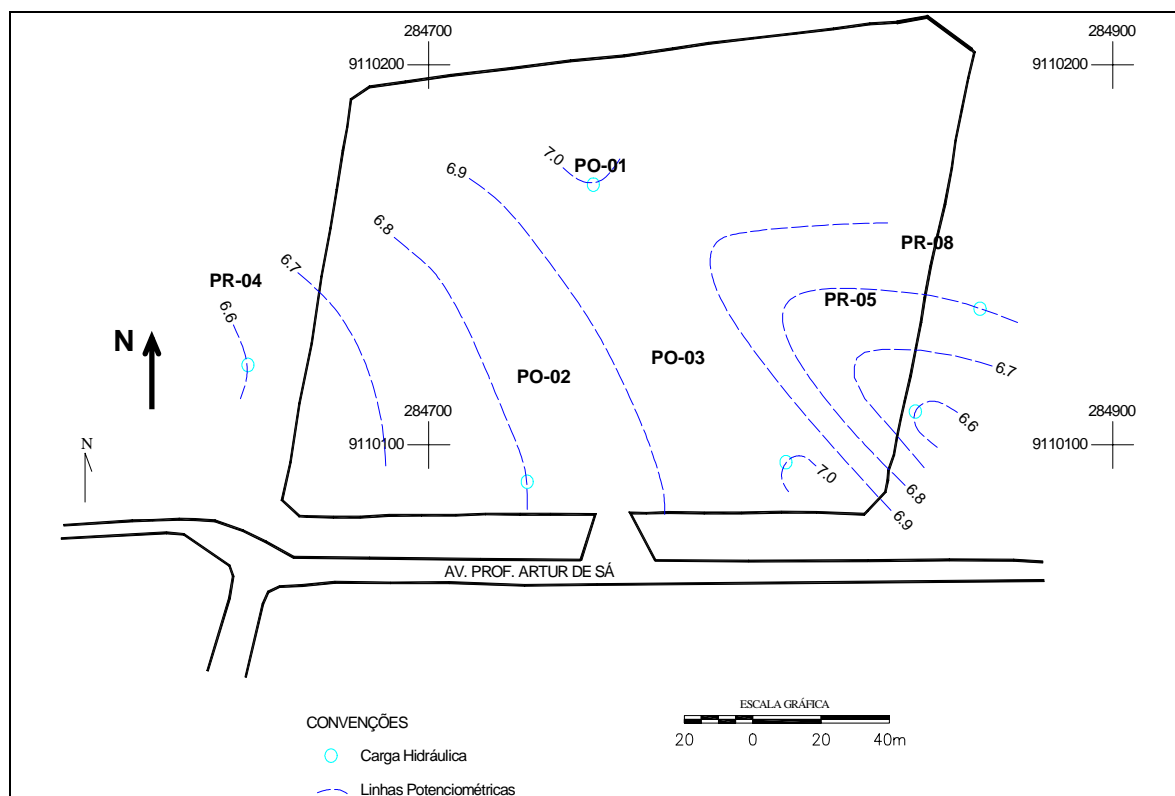 284700
284900
9110200
9110200
7.0
PO-01
6.9
6.8
PR-08
6.7
PR-04
PR-05
6.6
N
PO-03
6.7
PO-02
284700
284900
6.6
N
9110100
9110100
7.0
6.8
6.9
AV. PROF. ARTUR DE SÁ
ESCALA GRÁFICA
CONVENÇÕES
20 0 20 40m
Carga Hidráulica
Linhas Potenciométricas